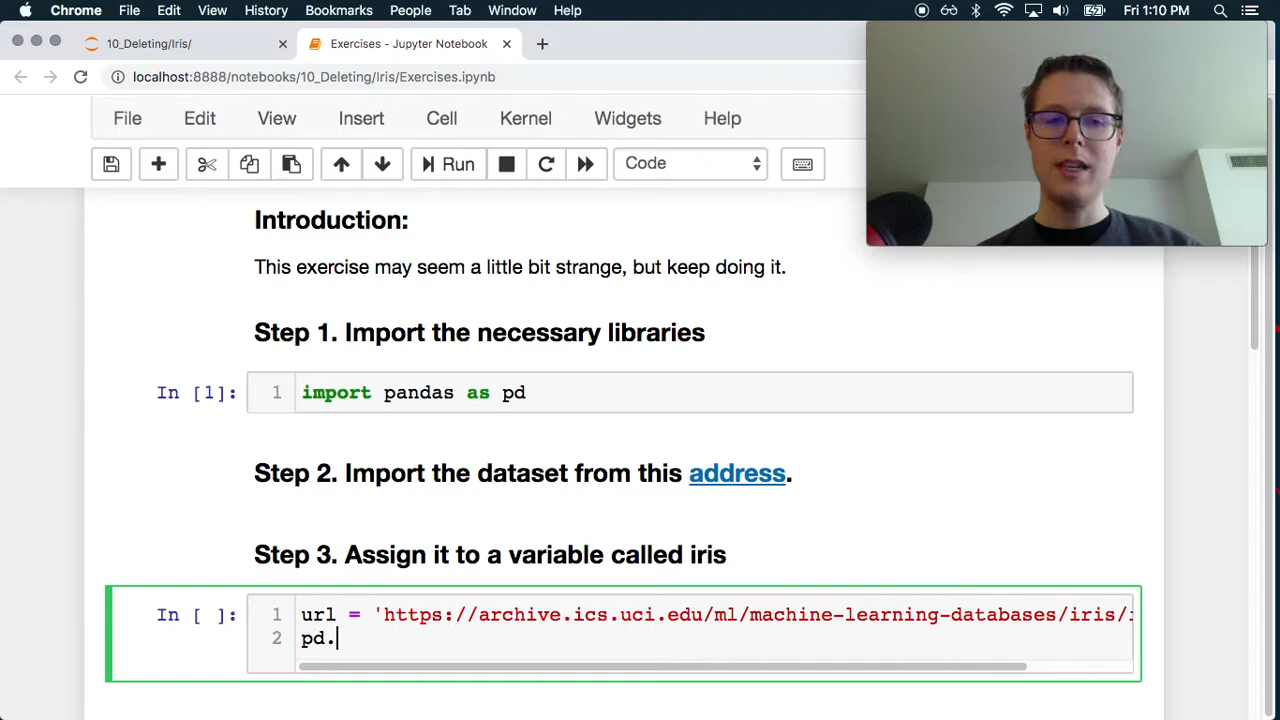 Chrome File Edit View History Bookmarks People Tab Window Help Fri 1:10 PM
10_Deleting/Iris/ Exercises - Jupyter Notebook
localhost:8888/notebooks/10_Deleting/Iris/Exercises.ipynb
File Edit View Insert Cell Kernel Widgets Help
Run Code
Introduction:
This exercise may seem a little bit strange, but keep doing it.
Step 1. Import the necessary libraries
In [1]: 1 import pandas as pd
Step 2. Import the dataset from this address.
Step 3. Assign it to a variable called iris
In [ ]: 1 url = 'https://archive.ics.uci.edu/ml/machine-learning-databases/iris/
2 pd.